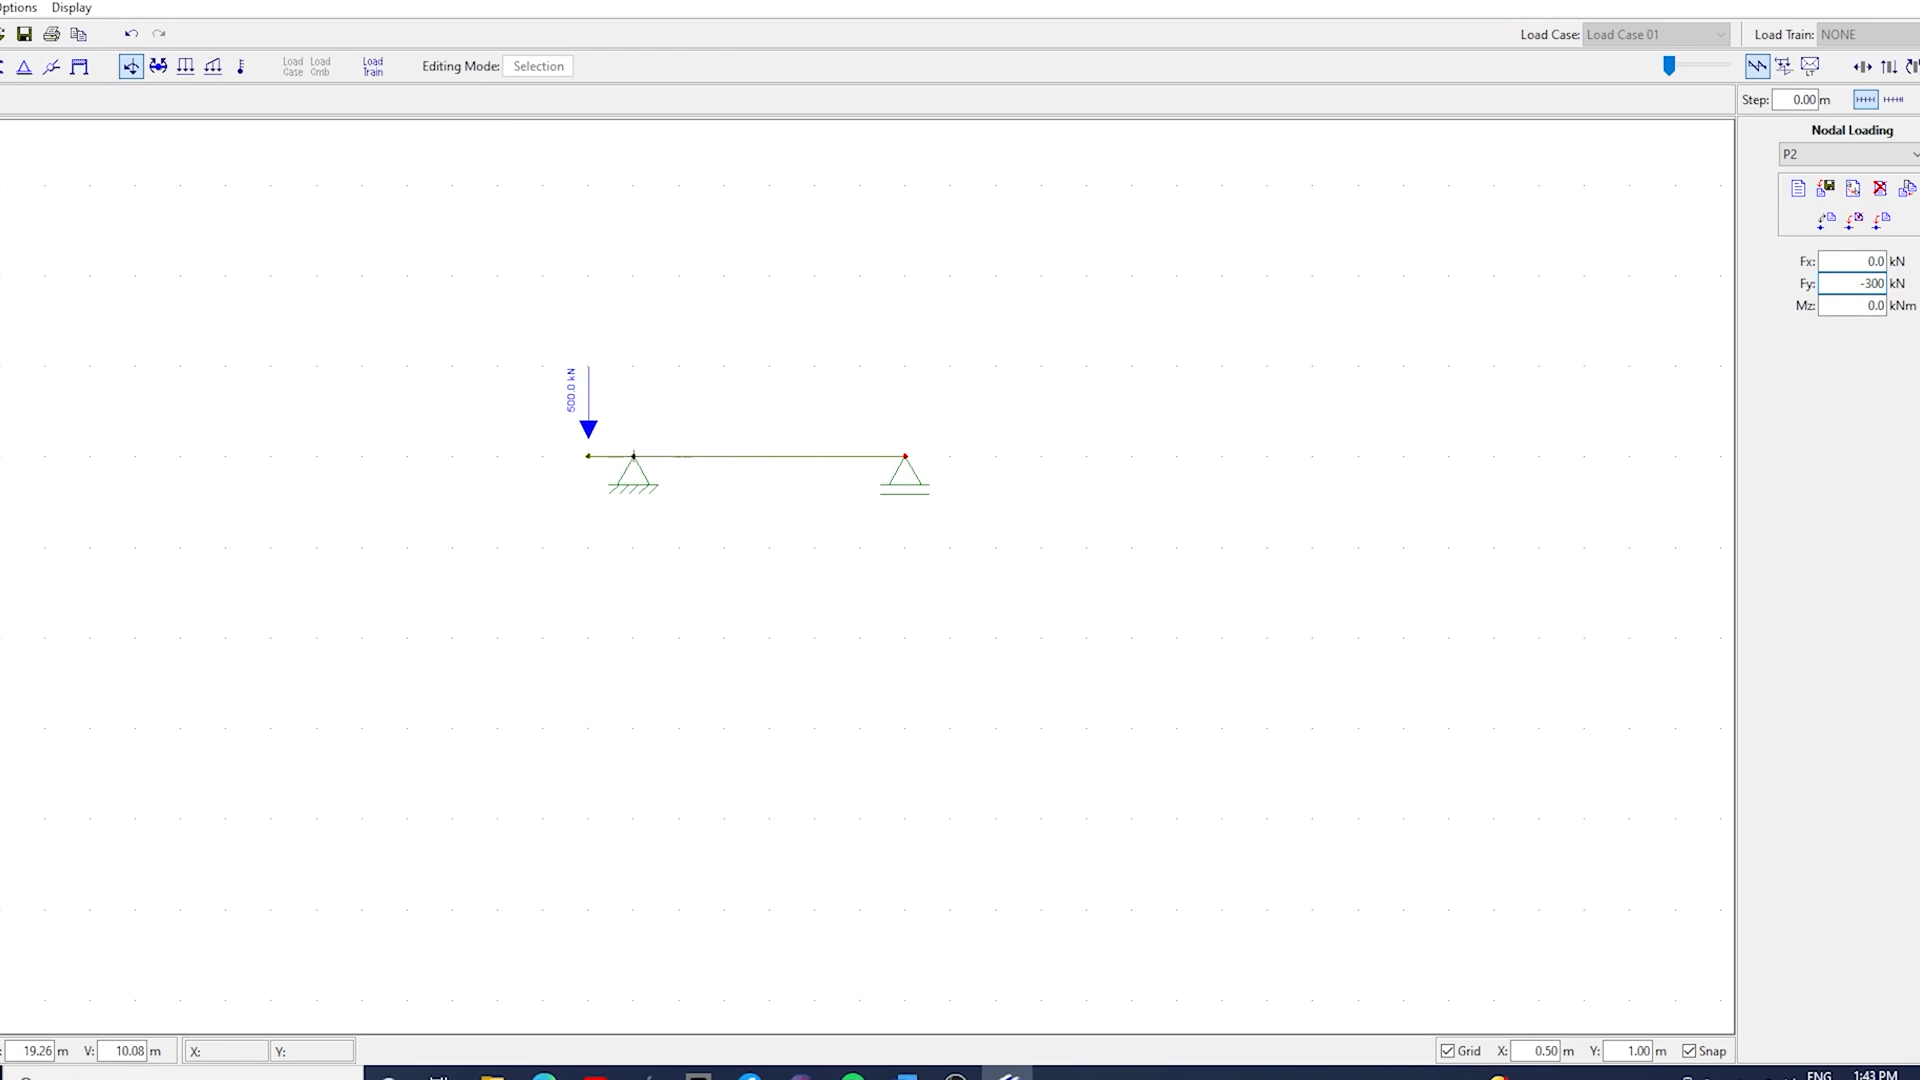 Options Display
Load Case: Load Case 01 Load Train: NONE
Load Case Load Cmb Load Train Editing Mode: Selection LT
Step: 0.00 m
Nodal Loading
P2
Fx: 0.0 kN
Fy: -300 kN
Mz: 0.0 kNm
500.0 kN
: 19.26 m V: 10.08 m X: Y: Grid X: 0.50 m Y: 1.00 m Snap
ENG 1:43 PM